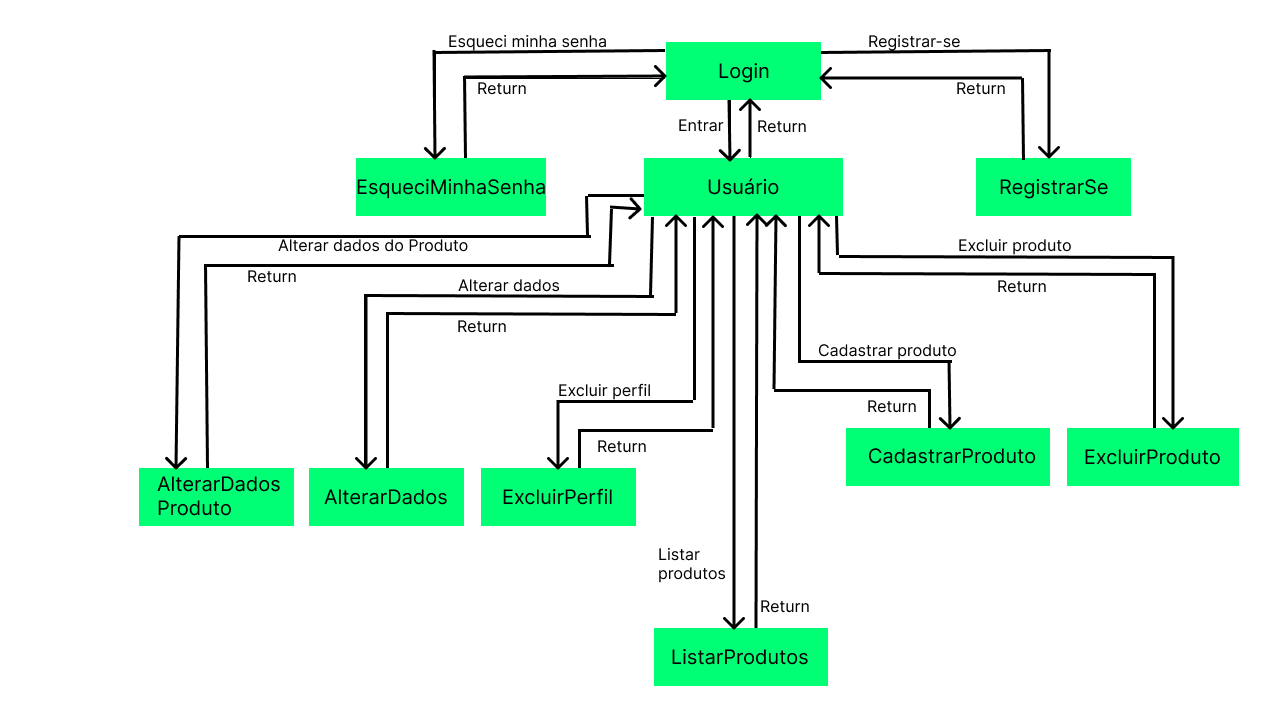 Esqueci minha senha
Registrar-se
Login
Return
Return
Entrar
Return
EsqueciMinhaSenha
Usuário
RegistrarSe
Alterar dados do Produto
Excluir produto
Return
Alterar dados
Return
Return
Cadastrar produto
Excluir perfil
Return
Return
CadastrarProduto
ExcluirProduto
AlterarDados
Produto
AlterarDados
ExcluirPerfil
Listar
produtos
Return
ListarProdutos